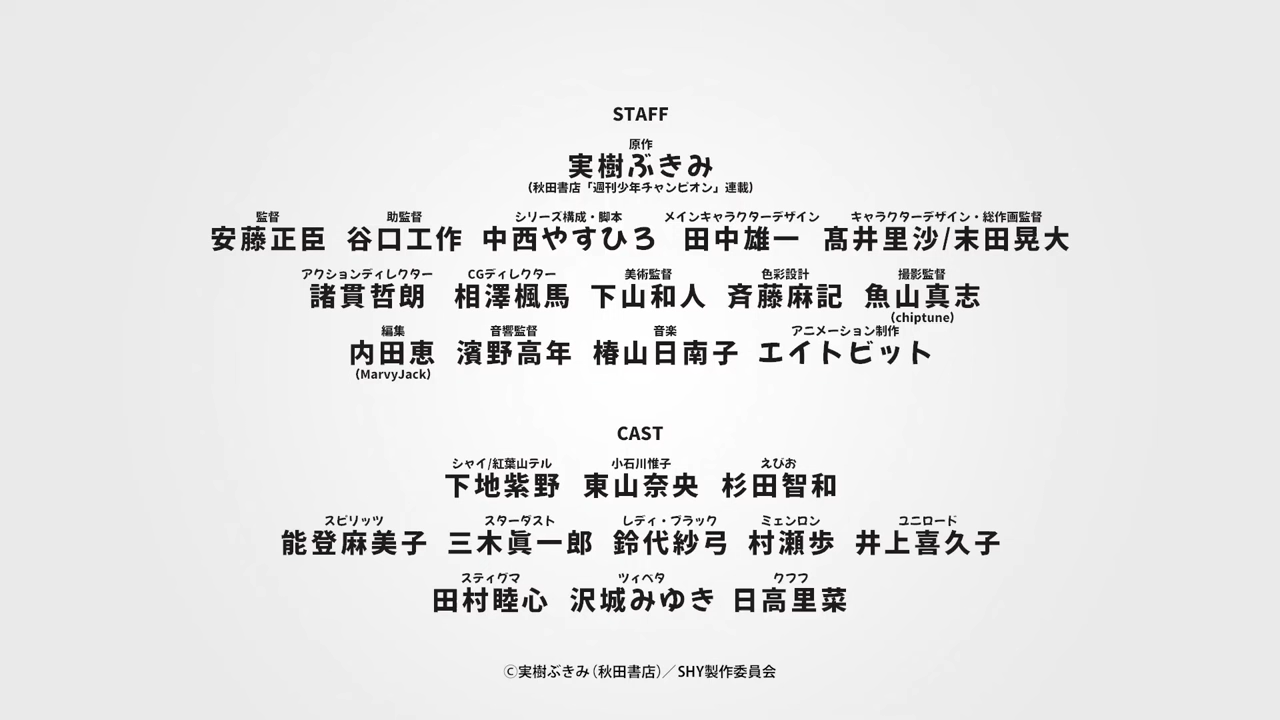 STAFF
原作
実樹ぶきみ
(秋田書店「週刊少年チャンピオン」連載)
監督 助監督 シリーズ構成・脚本 メインキャラクターデザイン キャラクターデザイン・総作画監督
安藤正臣 谷口工作 中西やすひろ 田中雄一 髙井里沙/末田晃大
アクションディレクター CGディレクター 美術監督 色彩設計 撮影監督
諸貫哲朗 相澤楓馬 下山和人 斉藤麻記 魚山真志
(chiptune)
編集 音響監督 音楽 アニメーション制作
内田恵 濱野高年 椿山日南子 エイトビット
(MarvyJack)
CAST
シャイ/紅葉山テル 小石川惟子 えびお
下地紫野 東山奈央 杉田智和
スピリッツ スターダスト レディ・ブラック ミェンロン ユニロード
能登麻美子 三木眞一郎 鈴代紗弓 村瀬歩 井上喜久子
スティグマ ツィベタ クフフ
田村睦心 沢城みゆき 日高里菜
©実樹ぶきみ(秋田書店)/SHY製作委員会